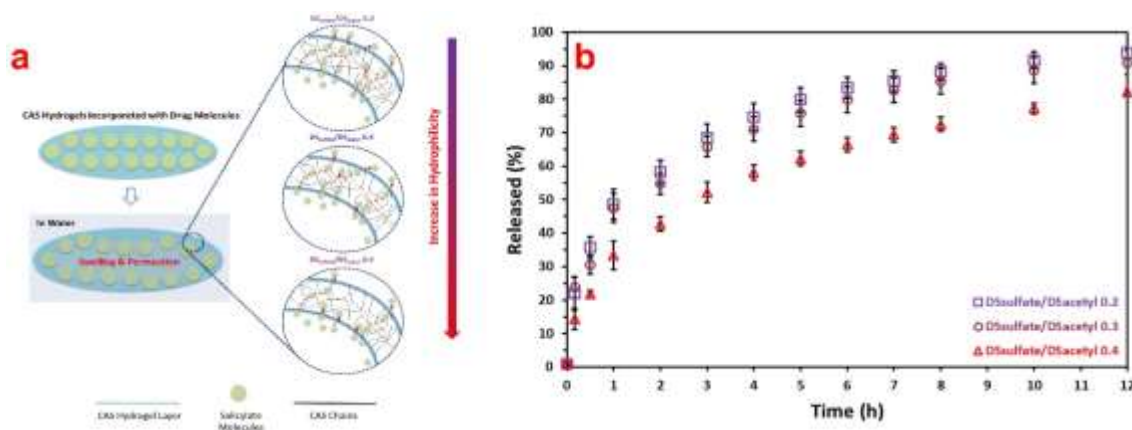 a
CAS Hydrogels Incorporated with Drug Molecules
In Water
Swelling & Permeation
Increase in Hydrophilicity
CAS Hydrogel Layer
Salicylate
Molecules
CAS Chains
b
Released (%)
100
90
80
70
60
50
40
30
20
10
0
0 1 2 3 4 5 6 7 8 9 10 11 12
Time (h)
DSsulfate/DSacetyl 0.2
DSsulfate/DSacetyl 0.3
DSsulfate/DSacetyl 0.4